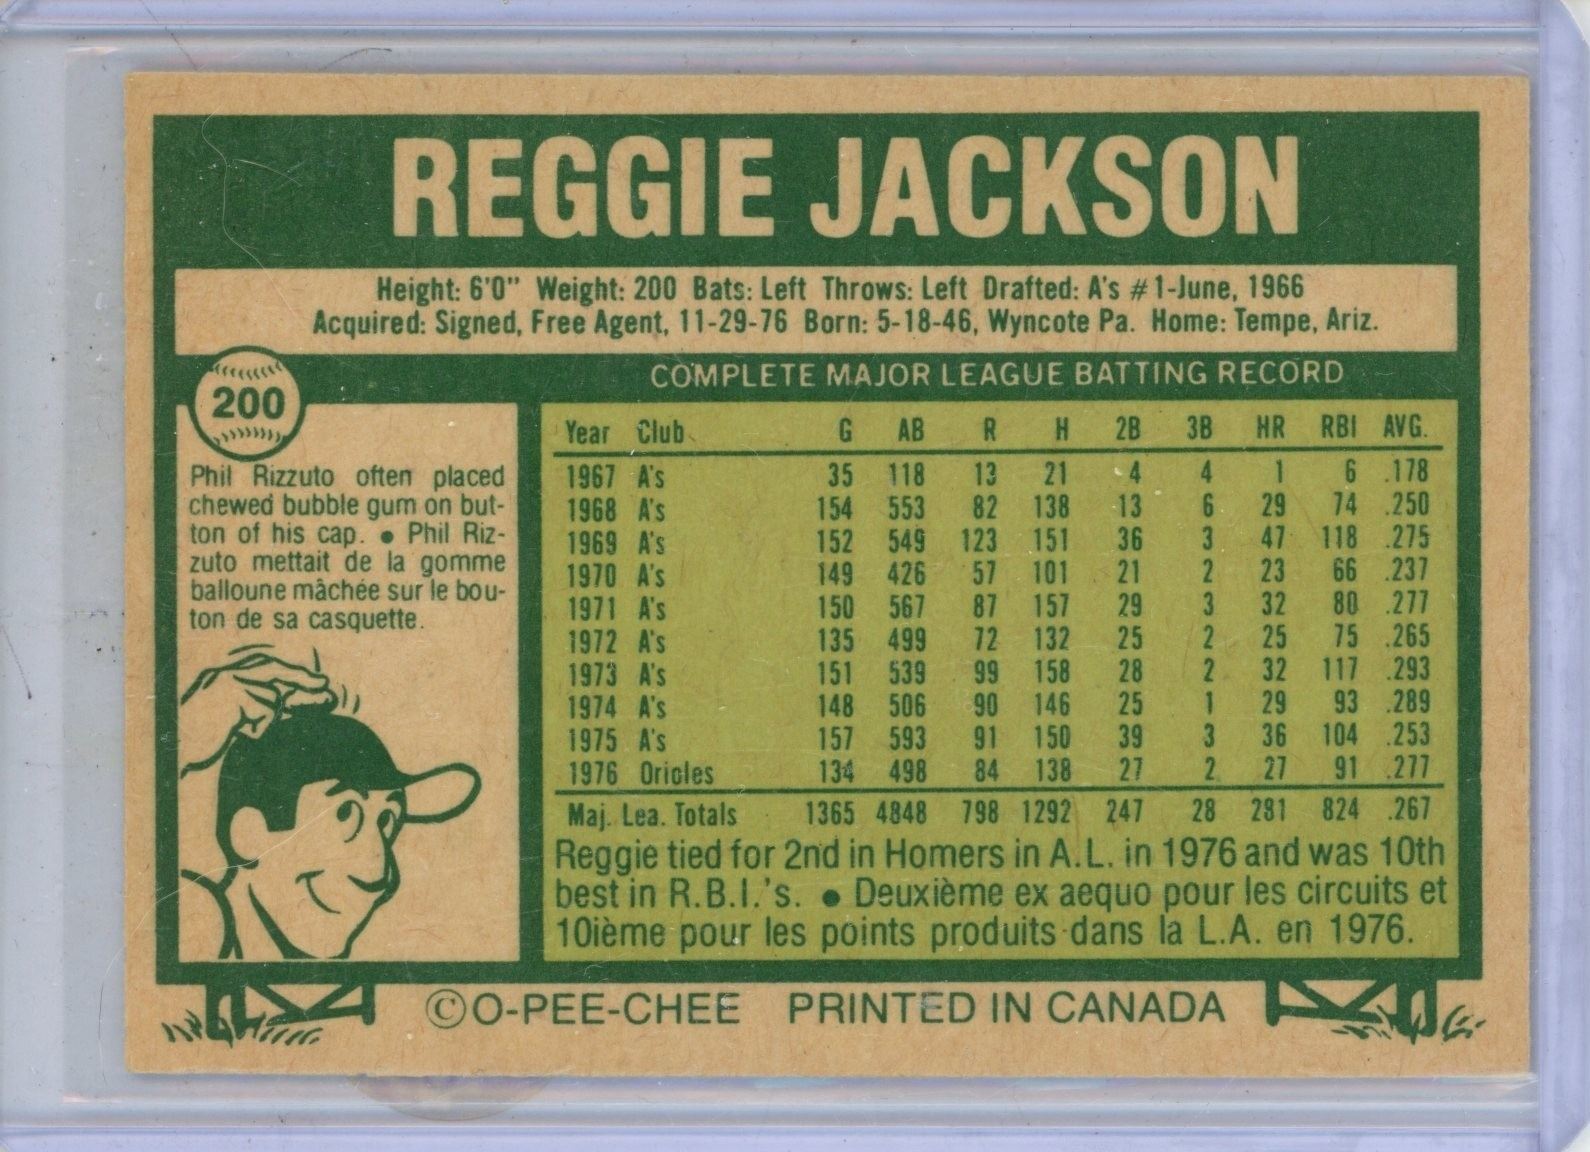 REGGIE JACKSON
Height: 6'0" Weight: 200 Bats: Left Throws: Left Drafted: A's #1-June, 1966
Acquired: Signed, Free Agent, 11-29-76 Born: 5-18-46, Wyncote Pa. Home: Tempe, Ariz.
200
Phil Rizzuto often placed
chewed bubble gum on but-
ton of his cap. • Phil Riz-
zuto mettait de la gomme
balloune mâchée sur le bou-
ton de sa casquette.
COMPLETE MAJOR LEAGUE BATTING RECORD
Year Club G AB R H 2B 3B HR RBI AVG.
1967 A's 35 118 13 21 4 4 1 6 .178
1968 A's 154 553 82 138 13 6 29 74 .250
1969 A's 152 549 123 151 36 3 47 118 .275
1970 A's 149 426 57 101 21 2 23 66 .237
1971 A's 150 567 87 157 29 3 32 80 .277
1972 A's 135 499 72 132 25 2 25 75 .265
1973 A's 151 539 99 158 28 2 32 117 .293
1974 A's 148 506 90 146 25 1 29 93 .289
1975 A's 157 593 91 150 39 3 36 104 .253
1976 Orioles 134 498 84 138 27 2 27 91 .277
Maj. Lea. Totals 1365 4848 798 1292 247 28 281 824 .267
Reggie tied for 2nd in Homers in A.L. in 1976 and was 10th
best in R.B.I.'s. • Deuxième ex aequo pour les circuits et
10ième pour les points produits dans la L.A. en 1976.
©O-PEE-CHEE PRINTED IN CANADA